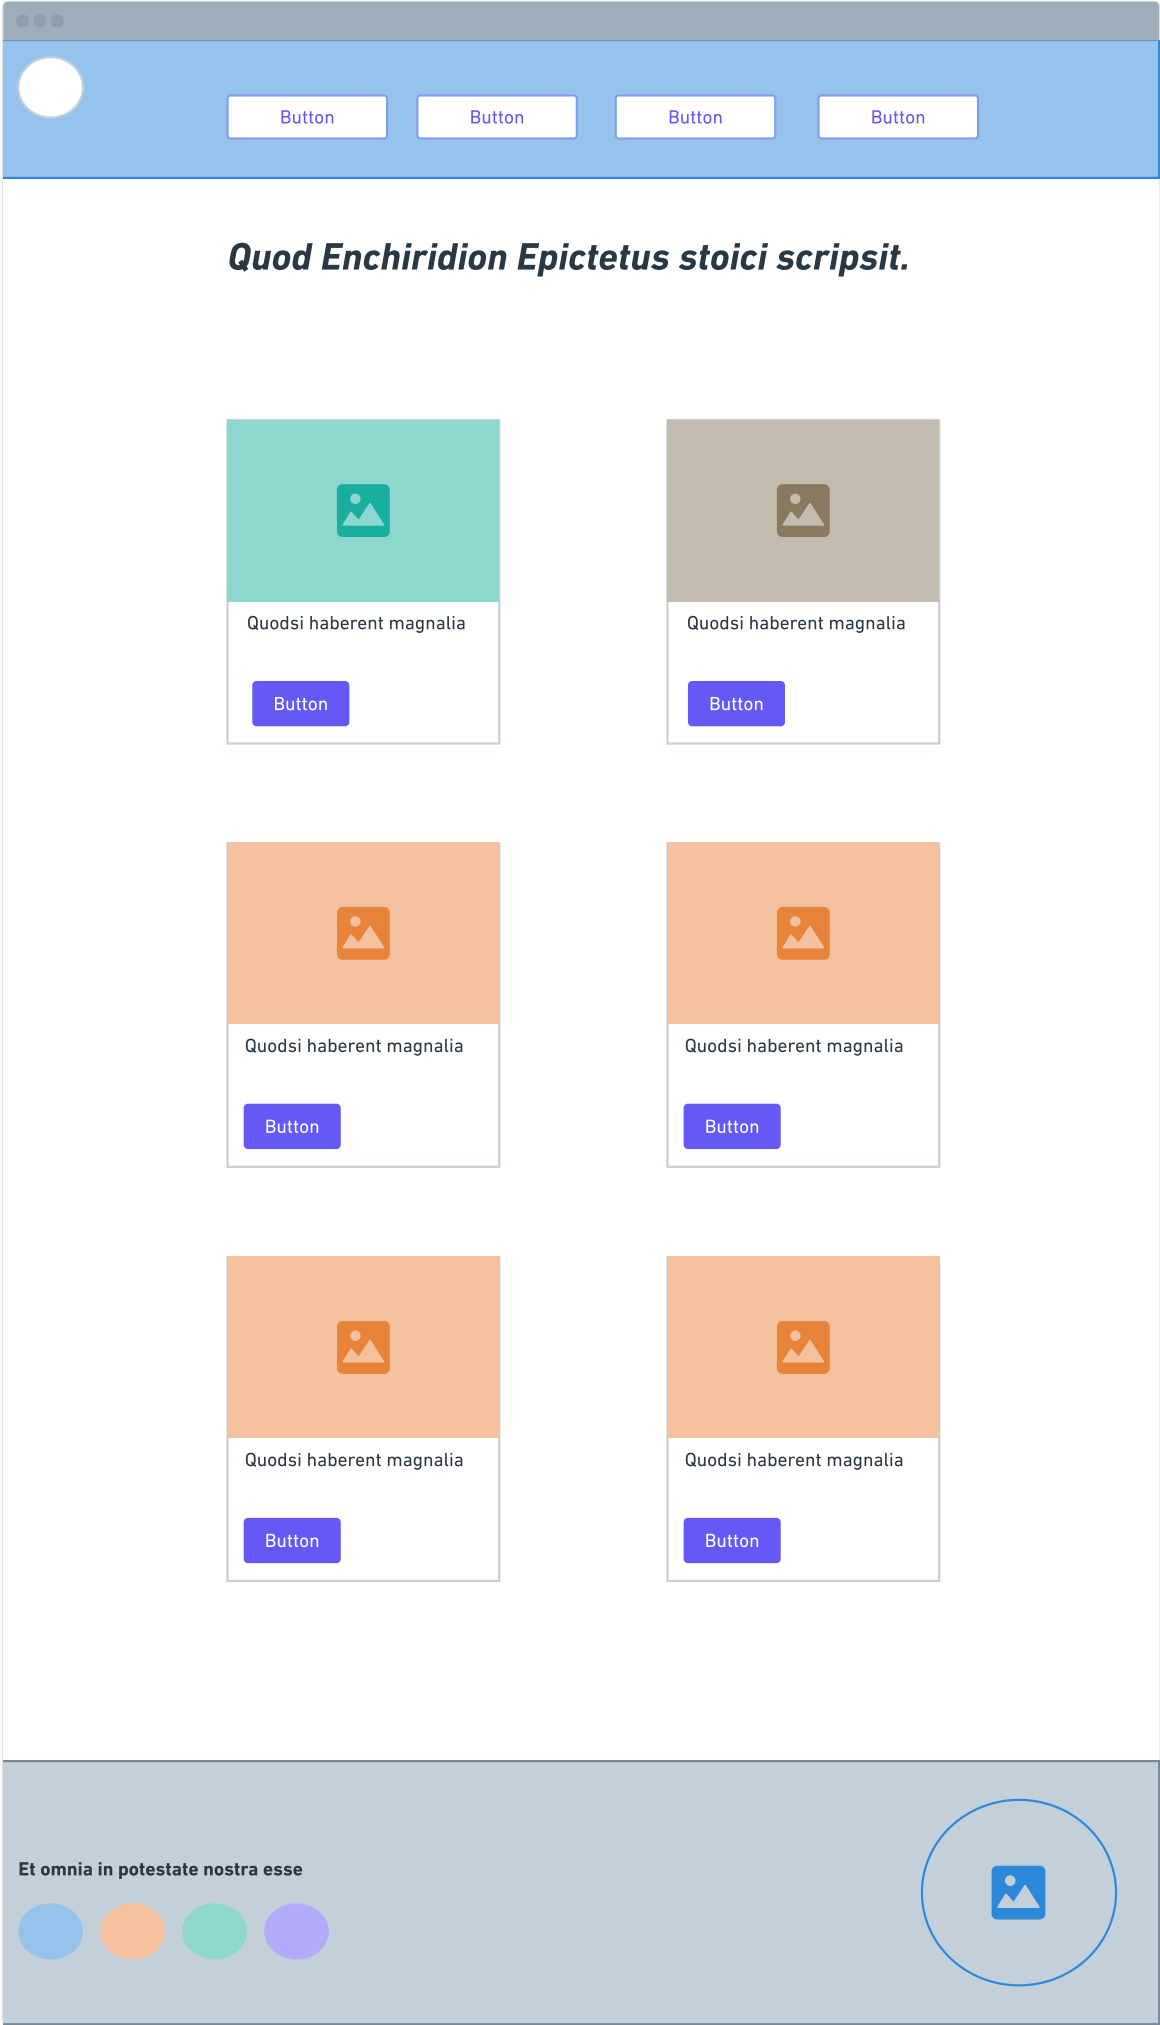 Button Button Button Button
Quod Enchiridion Epictetus stoici scripsit.
Quodsi haberent magnalia
Button
Quodsi haberent magnalia
Button
Quodsi haberent magnalia
Button
Quodsi haberent magnalia
Button
Quodsi haberent magnalia
Button
Quodsi haberent magnalia
Button
Et omnia in potestate nostra esse